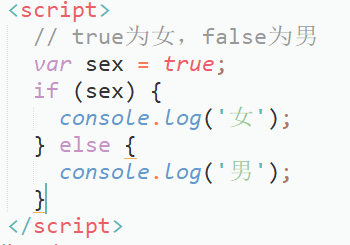 <script>
// true为女，false为男
var sex = true;
if (sex) {
console.log('女');
} else {
console.log('男');
}
</script>